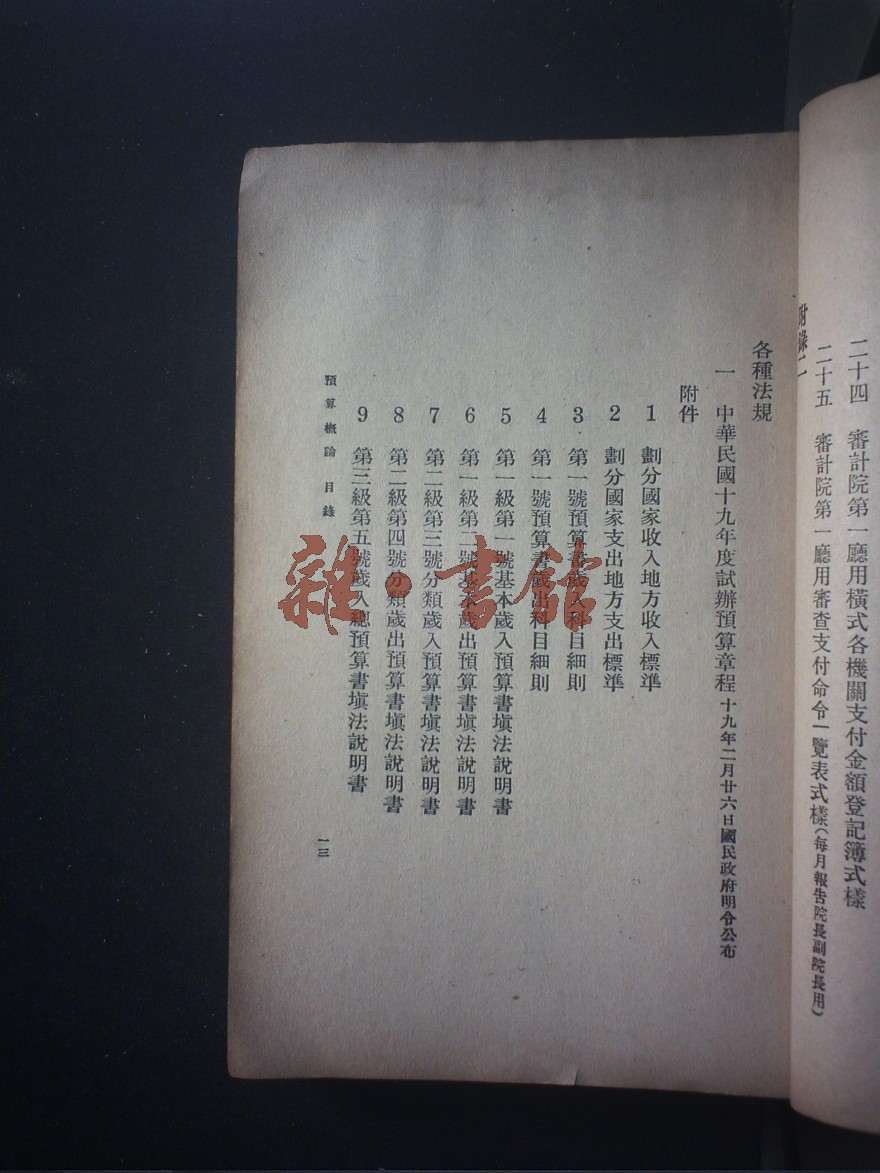 二十四　審計院第一廳用橫式各機關支付金額登記簿式樣
二十五　審計院第一廳用審查支付命令一覽表式樣（每月報告院長副院長用）
附錄二
各種法規
一　中華民國十九年度試辦預算章程　十九年二月廿六日國民政府明令公布
附件
1　劃分國家收入地方收入標準
2　劃分國家支出地方支出標準
3　第一號預算書歲入科目細則
4　第一號預算書歲出科目細則
5　第一級第一號基本歲入預算書塡法說明書
6　第一級第二號基本歲出預算書塡法說明書
7　第二級第三號分類歲入預算書塡法說明書
8　第二級第四號分類歲出預算書塡法說明書
9　第三級第五號歲入總預算書塡法說明書
預算概論　目錄
一三
雜·書館